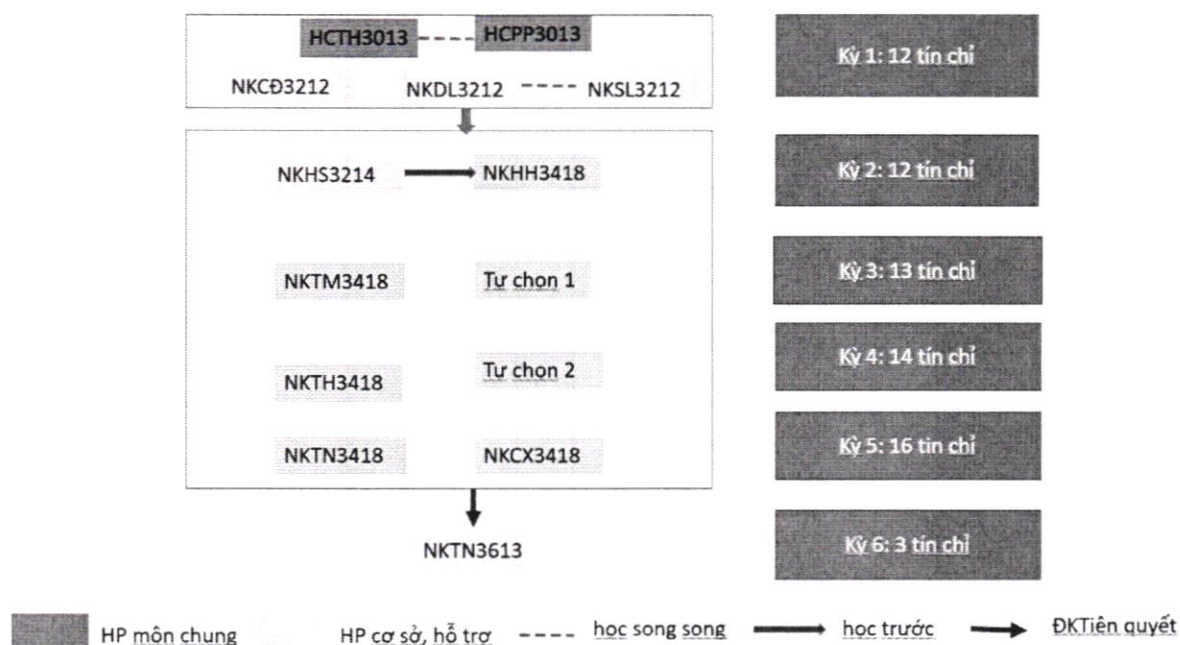 HCTH3013 HCPP3013 Kỳ 1: 12 tín chỉ
NKCĐ3212 NKDL3212 NKSL3212
NKHS3214 NKHH3418 Kỳ 2: 12 tín chỉ
NKTM3418 Tự chọn 1 Kỳ 3: 13 tín chỉ
NKTH3418 Tự chọn 2 Kỳ 4: 14 tín chỉ
NKTN3418 NKCX3418 Kỳ 5: 16 tin chỉ
NKTN3613 Kỳ 6: 3 tín chỉ
HP môn chung HP cơ sở, hỗ trợ học song song học trước ĐKTiên quyết